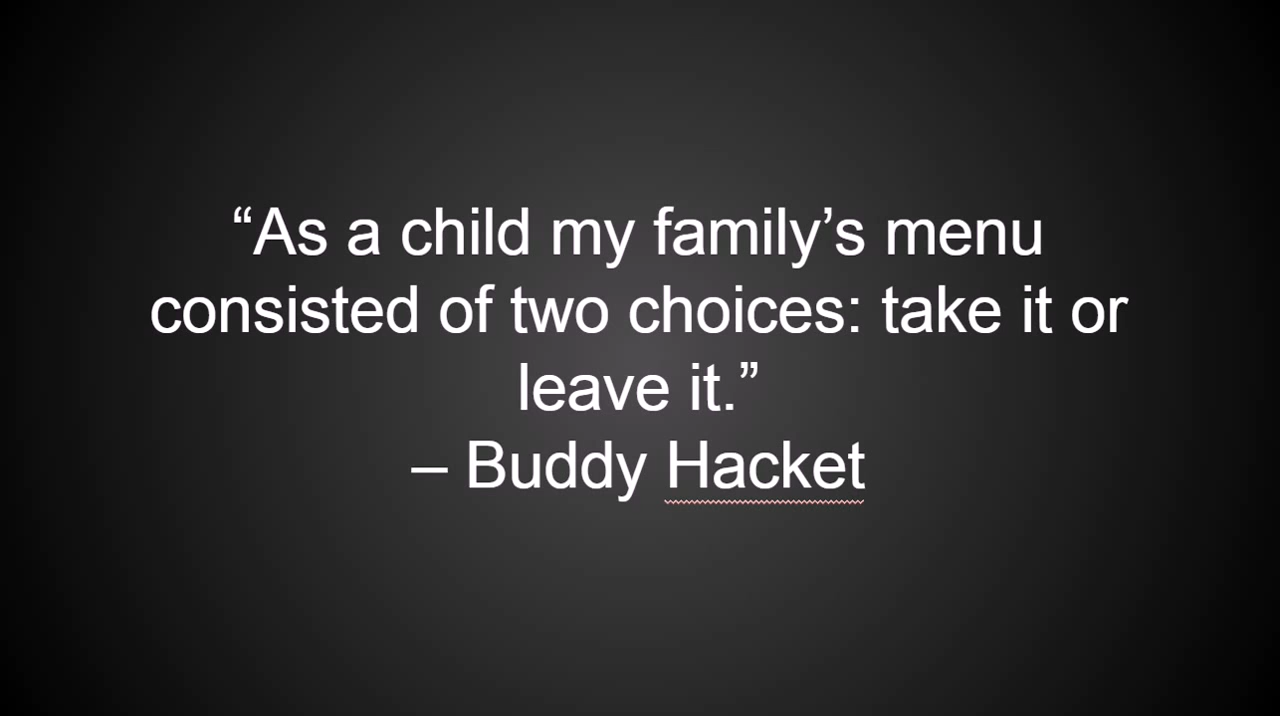 “As a child my family’s menu
consisted of two choices: take it or
leave it.”
– Buddy Hacket